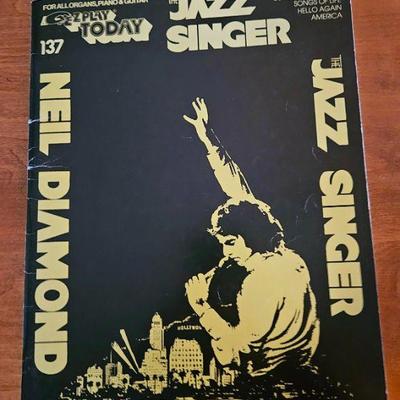 FOR ALL ORGANS, PIANO & GUITAR
E-Z PLAY
TODAY
137
THE
JAZZ
SINGER
SONGS OF LIFE
HELLO AGAIN
AMERICA
NEIL DIAMOND
THE JAZZ SINGER